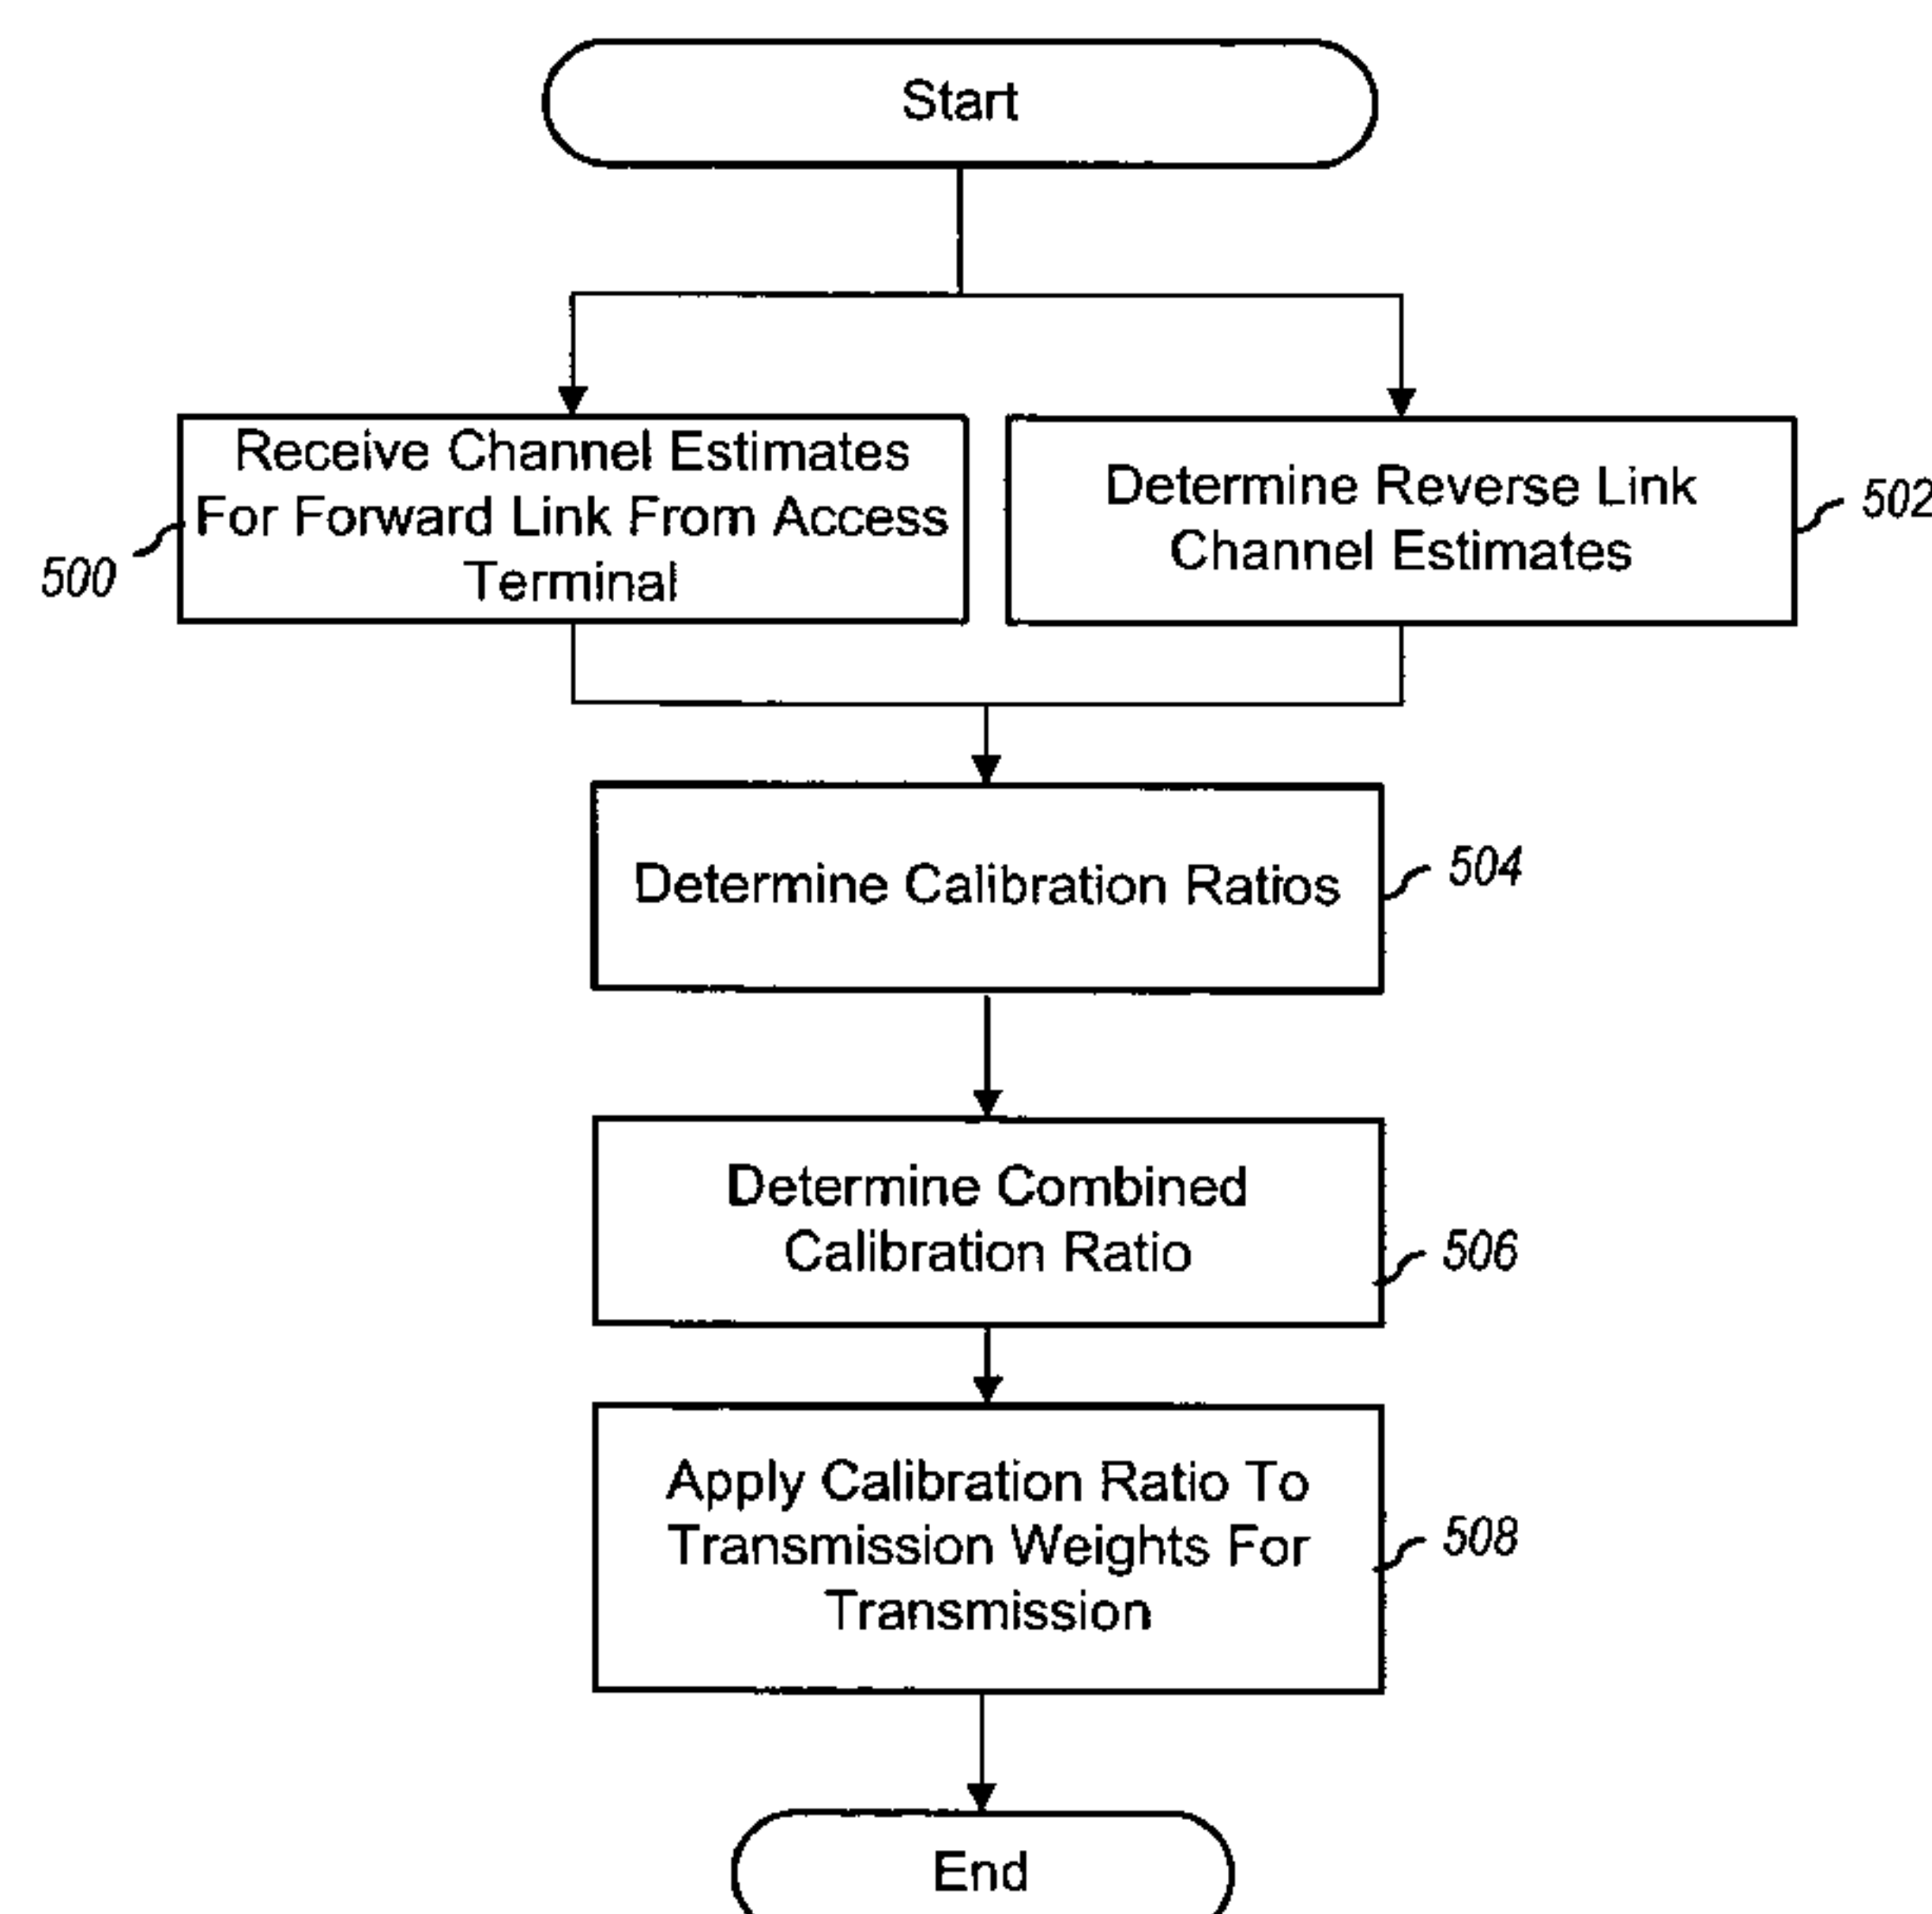 Start
Receive Channel Estimates
For Forward Link From Access
Terminal
500
Determine Reverse Link
Channel Estimates
502
Determine Calibration Ratios
504
Determine Combined
Calibration Ratio
506
Apply Calibration Ratio To
Transmission Weights For
Transmission
508
End